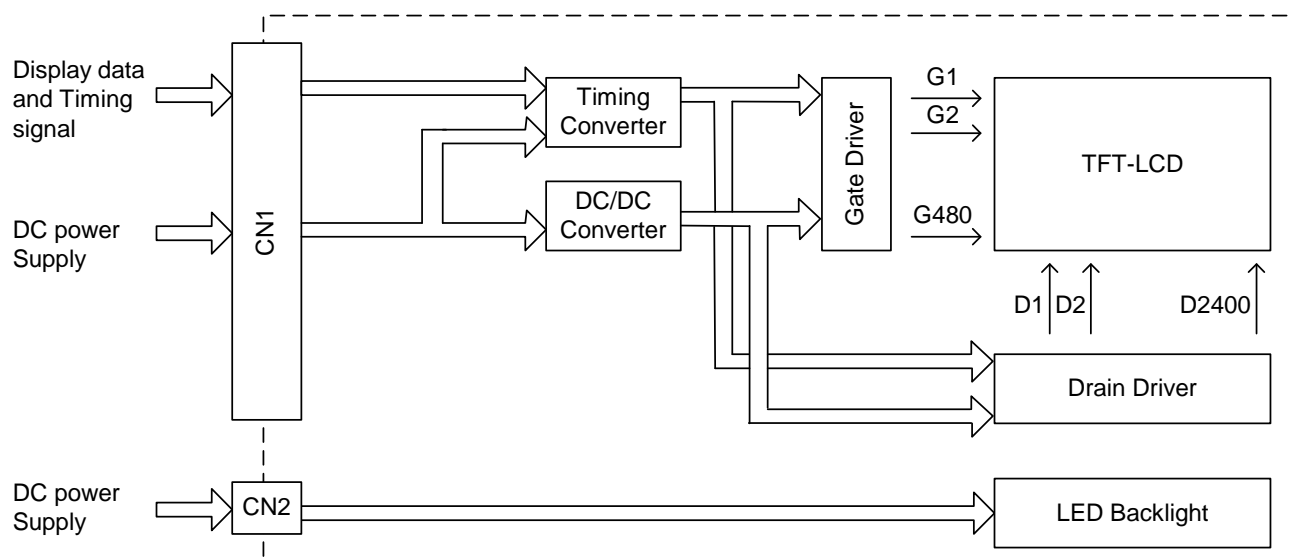 Display data
and Timing
signal
DC power
Supply
CN1
Timing
Converter
DC/DC
Converter
Gate Driver
G1
G2
G480
TFT-LCD
D1
D2
D2400
Drain Driver
DC power
Supply
CN2
LED Backlight